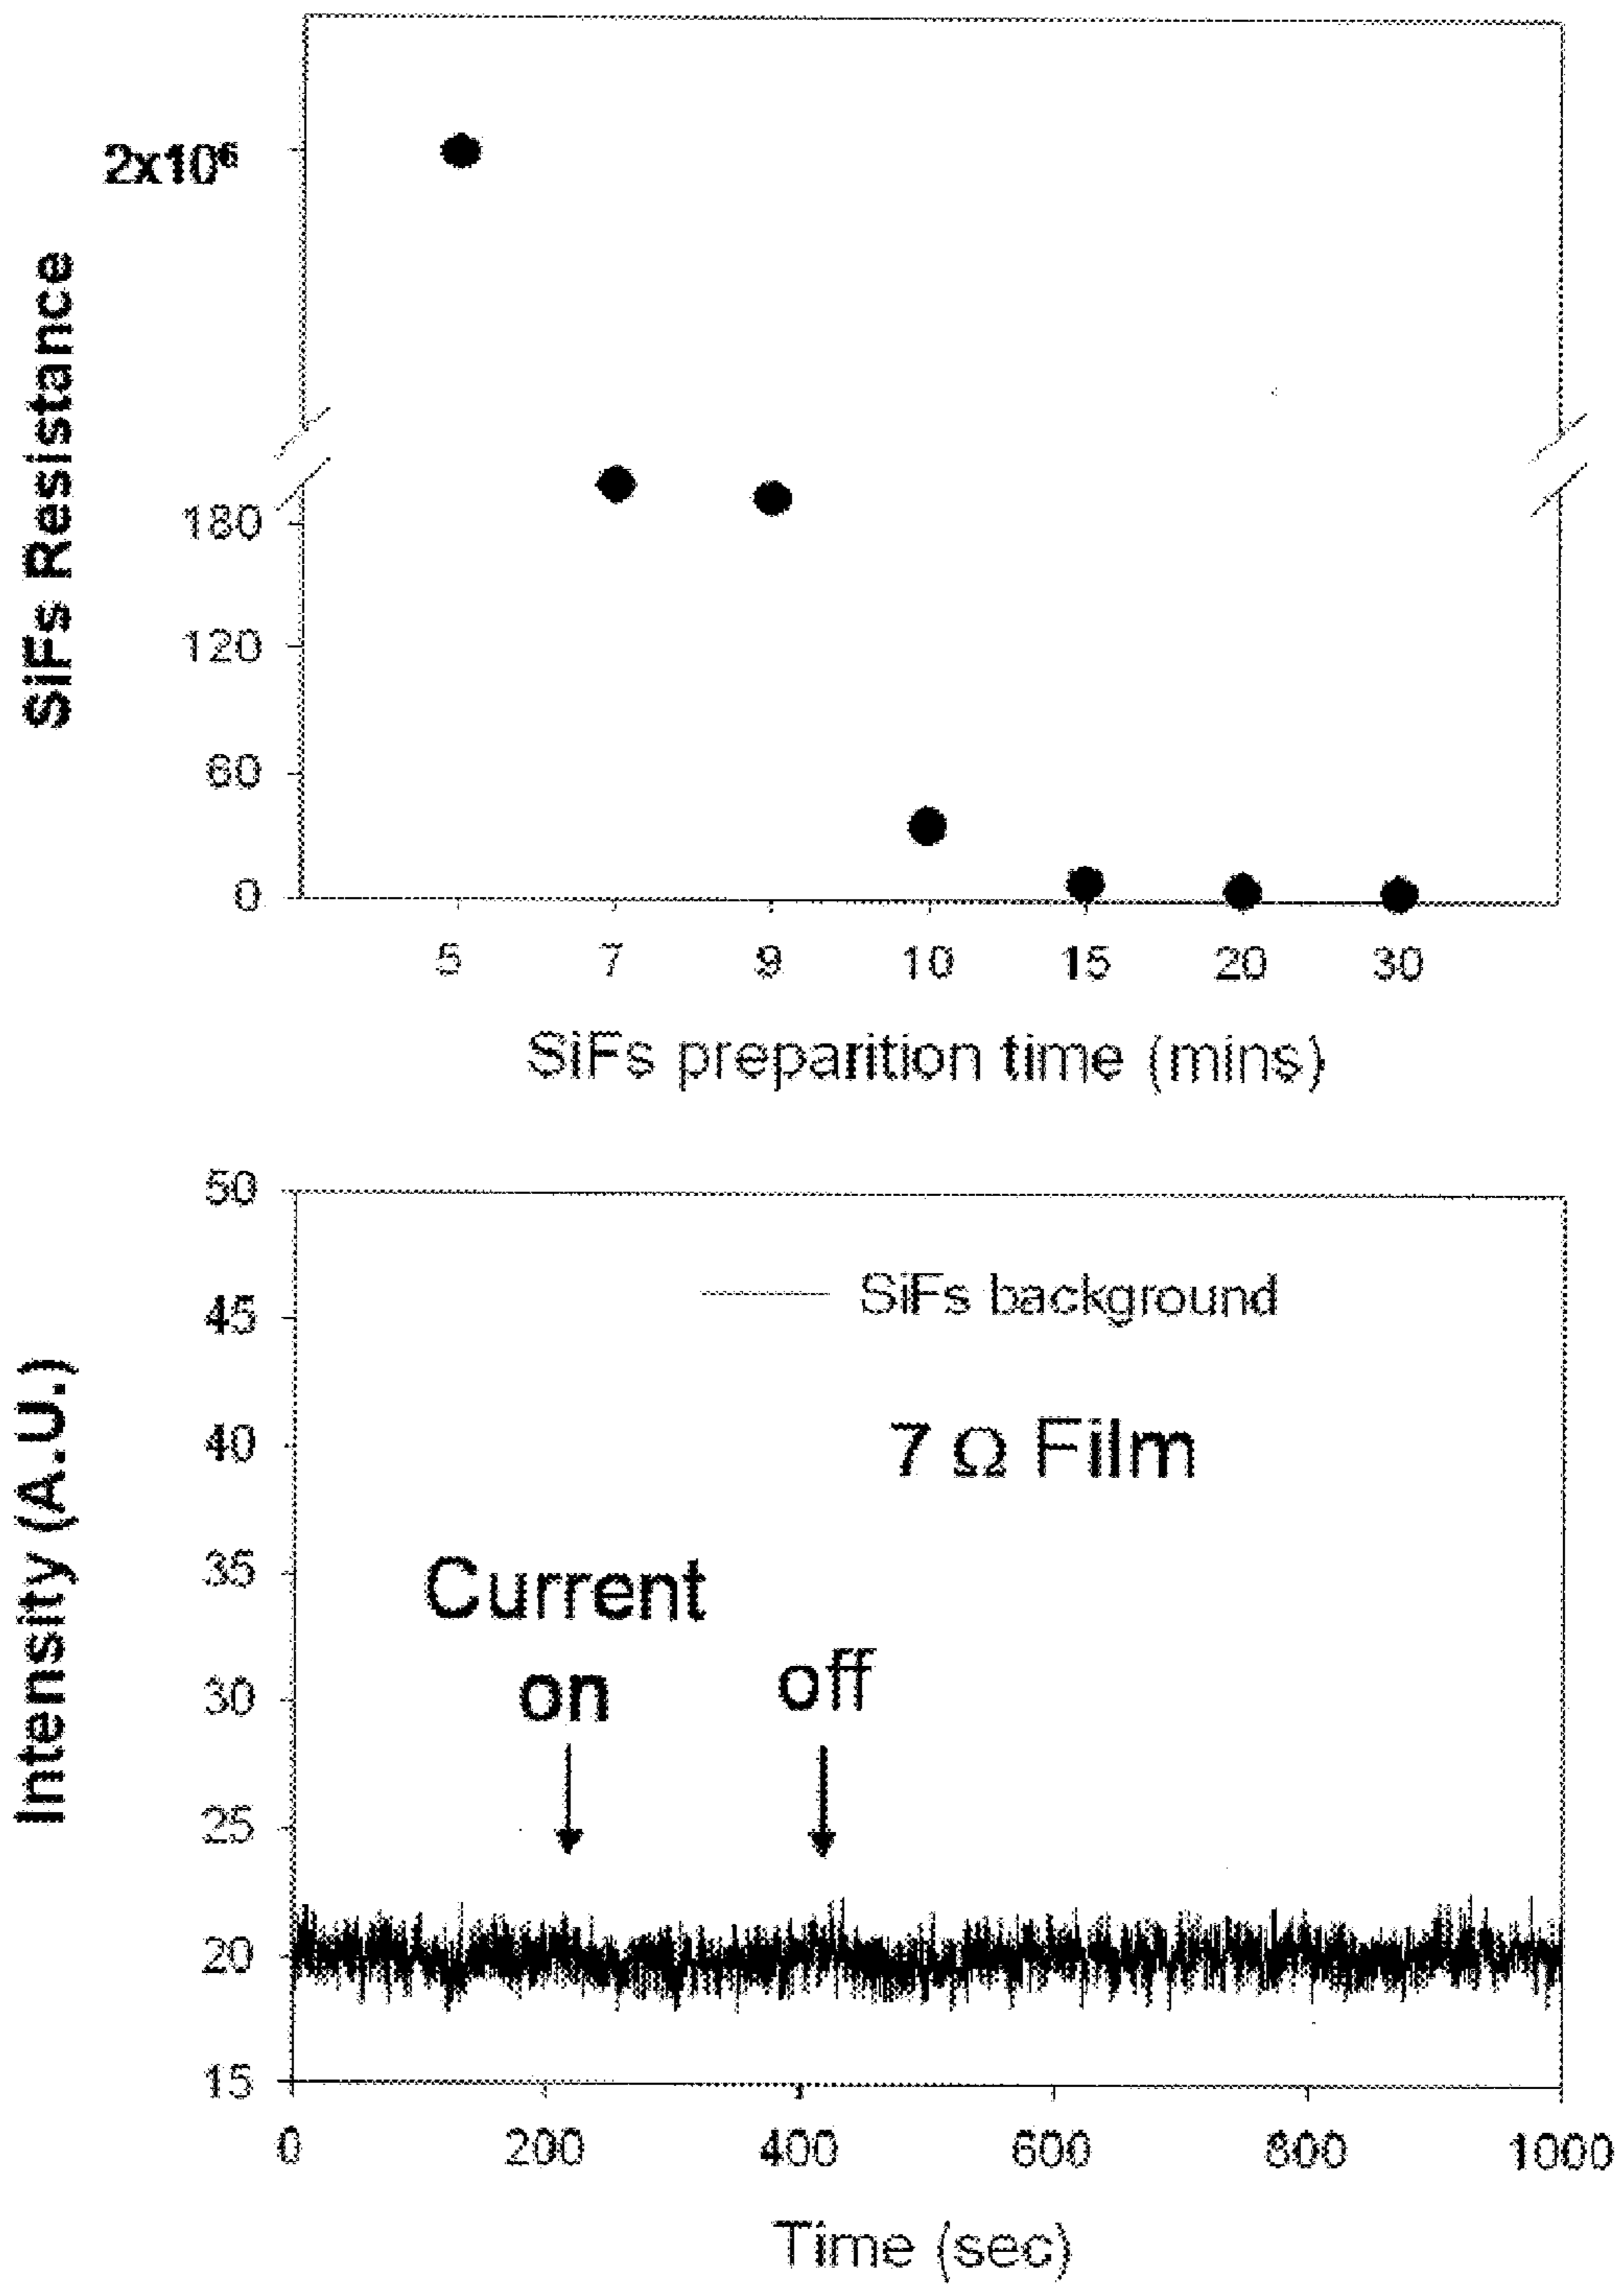 2x10⁶
SiFs Resistance
180
120
60
0
5 7 9 10 15 20 30
SiFs preparition time (mins)
50
SiFs background
45
7 Ω Film
40
Intensity (A.U.)
35
Current
on off
30
25
20
15
0 200 400 600 800 1000
Time (sec)